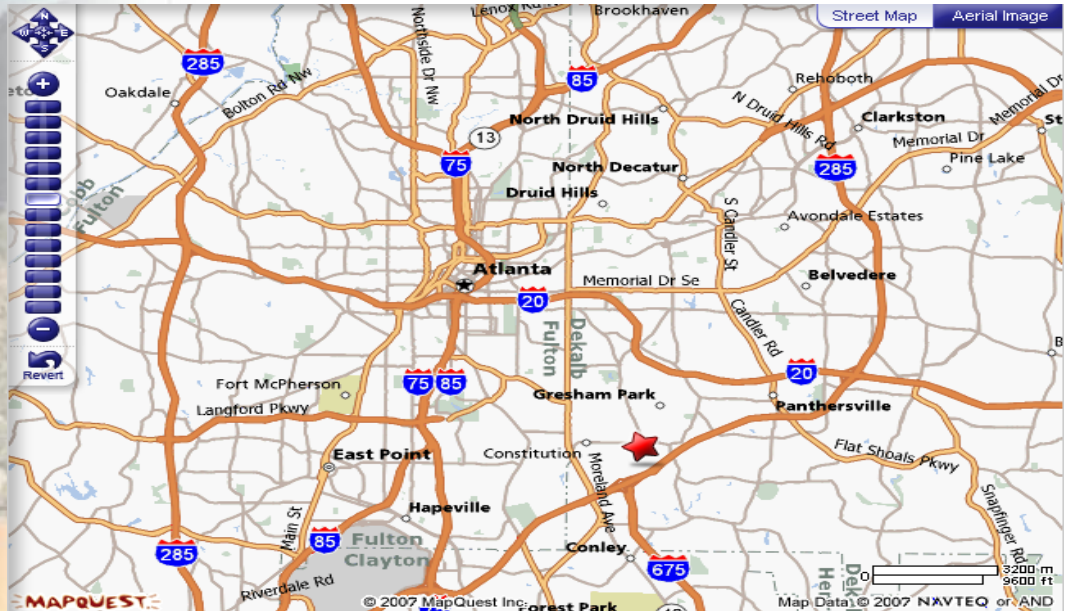 Lenox Rd
Brookhaven
Street Map
Aerial Image
N
W
E
S
285
Northside Dr Nw
85
Rehoboth
Oakdale
Bolton Rd Nw
North Druid Hills
N Druid Hills Rd
Clarkston
Memorial Dr
St
13
75
Memorial Dr
Pine Lake
North Decatur
285
Druid Hills
S Candler St
Avondale Estates
Fulton
Atlanta
Memorial Dr Se
Belvedere
20
Fulton
Dekalb
Candler Rd
Revert
Fort McPherson
75
85
20
Langford Pkwy
Gresham Park
Panthersville
East Point
Constitution
Moreland Ave
Flat Shoals Pkwy
Snapfinger Rd
Main St
Hapeville
85
Fulton
Clayton
285
Conley
675
Riverdale Rd
0
3200 m
9600 ft
MAPQUEST.
© 2007 MapQuest Inc.
Forest Park
Map Data © 2007 NAVTEQ or AND